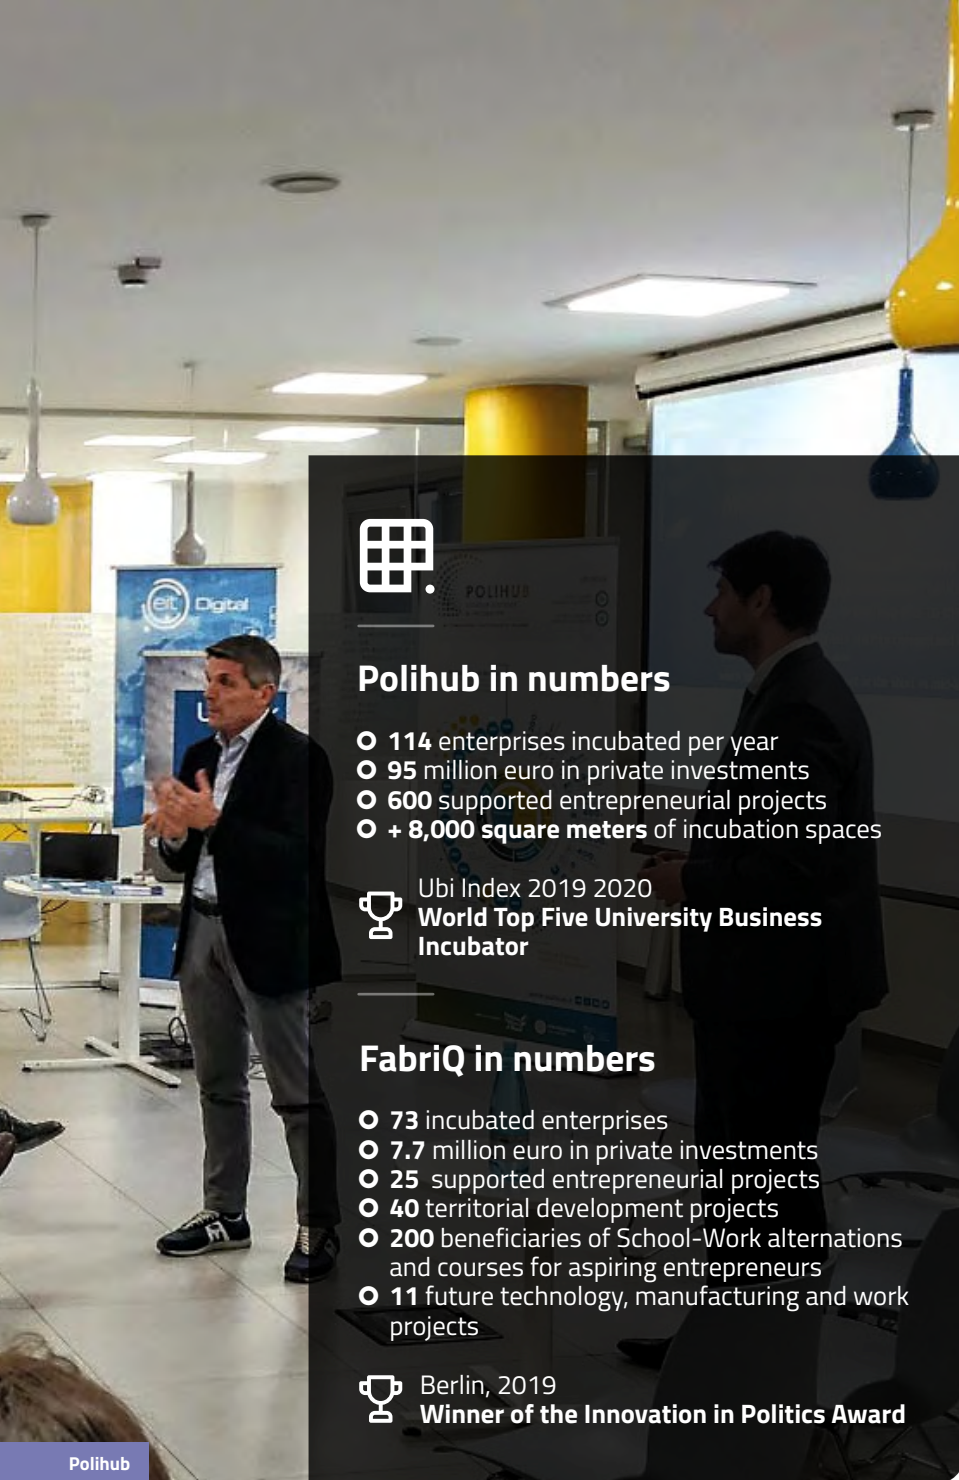 eit Digital
POLIHUB
Polihub in numbers
114 enterprises incubated per year
95 million euro in private investments
600 supported entrepreneurial projects
+ 8,000 square meters of incubation spaces
Ubi Index 2019 2020
World Top Five University Business
Incubator
FabriQ in numbers
73 incubated enterprises
7.7 million euro in private investments
25 supported entrepreneurial projects
40 territorial development projects
200 beneficiaries of School-Work alternations
and courses for aspiring entrepreneurs
11 future technology, manufacturing and work
projects
Berlin, 2019
Winner of the Innovation in Politics Award
Polihub